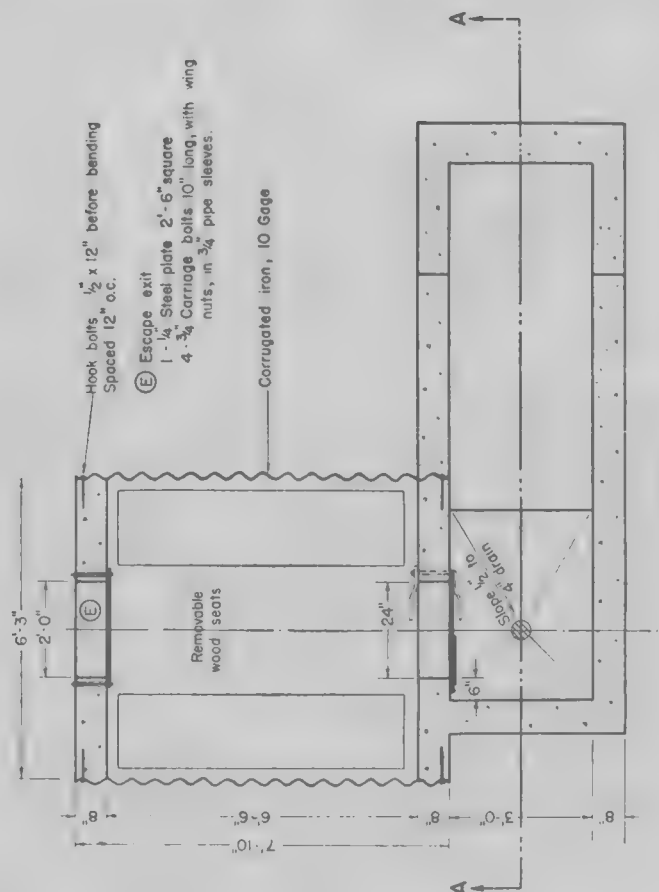 6'-3"
2'-0"
Hook bolts ½" x 12" before bending
Spaced 12" o.c.
Ⓔ Escape exit
1 - ¼" Steel plate 2'-6" square
4 - ¾" Carriage bolts 10" long, with wing
nuts, in ¾" pipe sleeves.
Corrugated iron, 10 Gage
E
Removable
wood seats
24"
6"
Slope ½" to
4" drain
8"
6'-6"
8"
7'-10"
3'-0"
8"
A
A